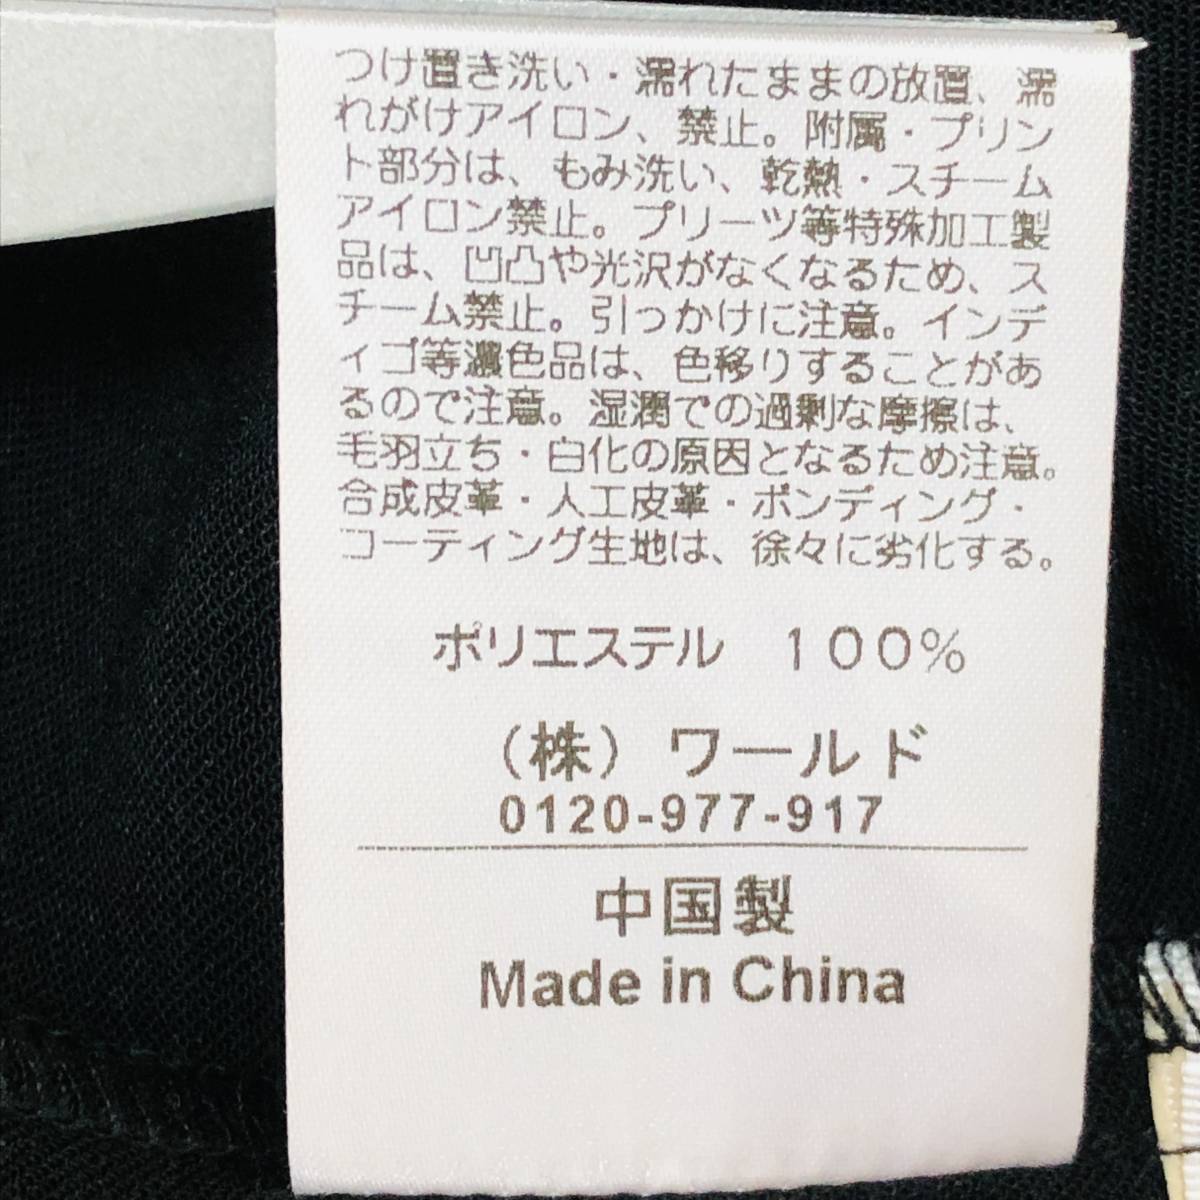 つけ置き洗い・濡れたままの放置、濡
れがけアイロン、禁止。附属・プリン
ト部分は、もみ洗い、乾熱・スチーム
アイロン禁止。プリーツ等特殊加工製
品は、凹凸や光沢がなくなるため、ス
チーム禁止。引っかけに注意。インデ
ィゴ等濃色品は、色移りすることがあ
るので注意。湿潤での過剰な摩擦は、
毛羽立ち・白化の原因となるため注意。
合成皮革・人工皮革・ボンディング・
コーティング生地は、徐々に劣化する。
ポリエステル 100%
(株) ワールド
0120-977-917
中国製
Made in China